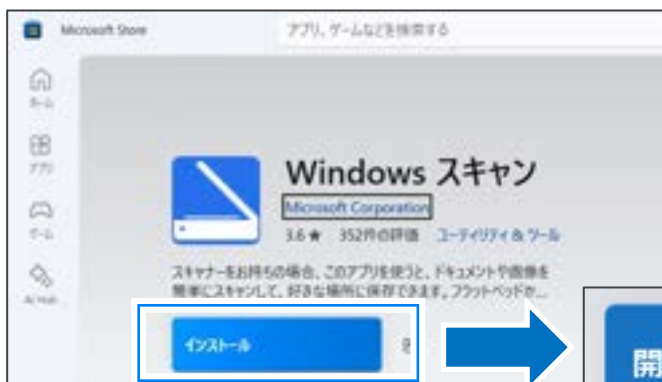 Microsoft Store
アプリ、ゲームなどを検索する
ホーム
アプリ
ゲーム
AI Hub
Windows スキャン
Microsoft Corporation
3.6 ★ 352件の評価 ユーティリティ & ツール
スキャナーをお持ちの場合、このアプリを使うと、ドキュメントや画像を
簡単にスキャンして、好きな場所に保存できます。フラットベッドか...
インストール
開